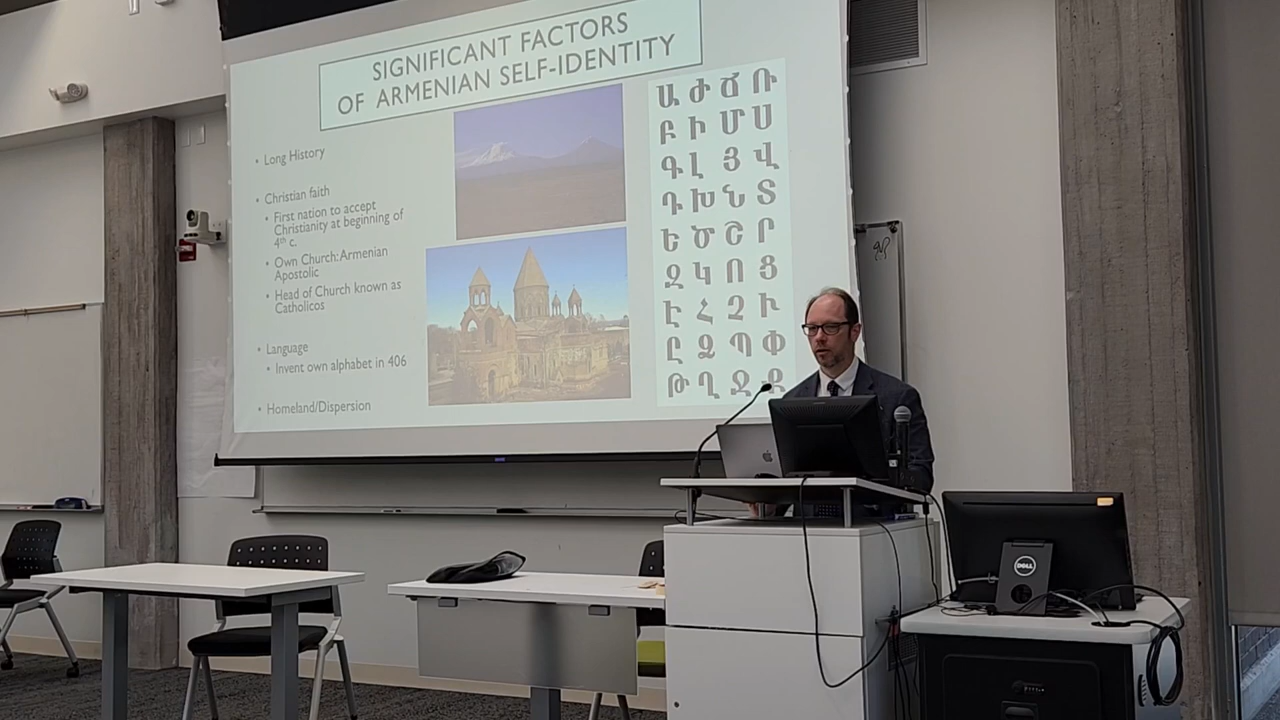 SIGNIFICANT FACTORS
OF ARMENIAN SELF-IDENTITY
• Long History
• Christian faith
• First nation to accept
Christianity at beginning of
4th c.
• Own Church: Armenian
Apostolic
• Head of Church known as
Catholicos
• Language
• Invent own alphabet in 406
• Homeland/Dispersion
Ա Ժ Ճ Ռ
Բ Ի Մ Ս
Գ Լ Յ Վ
Դ Խ Ն Տ
Ե Ծ Շ Ր
Զ Կ Ո Ց
Է Հ Չ Ւ
Ը Ձ Պ Փ
Թ Ղ Ջ Ք
DELL